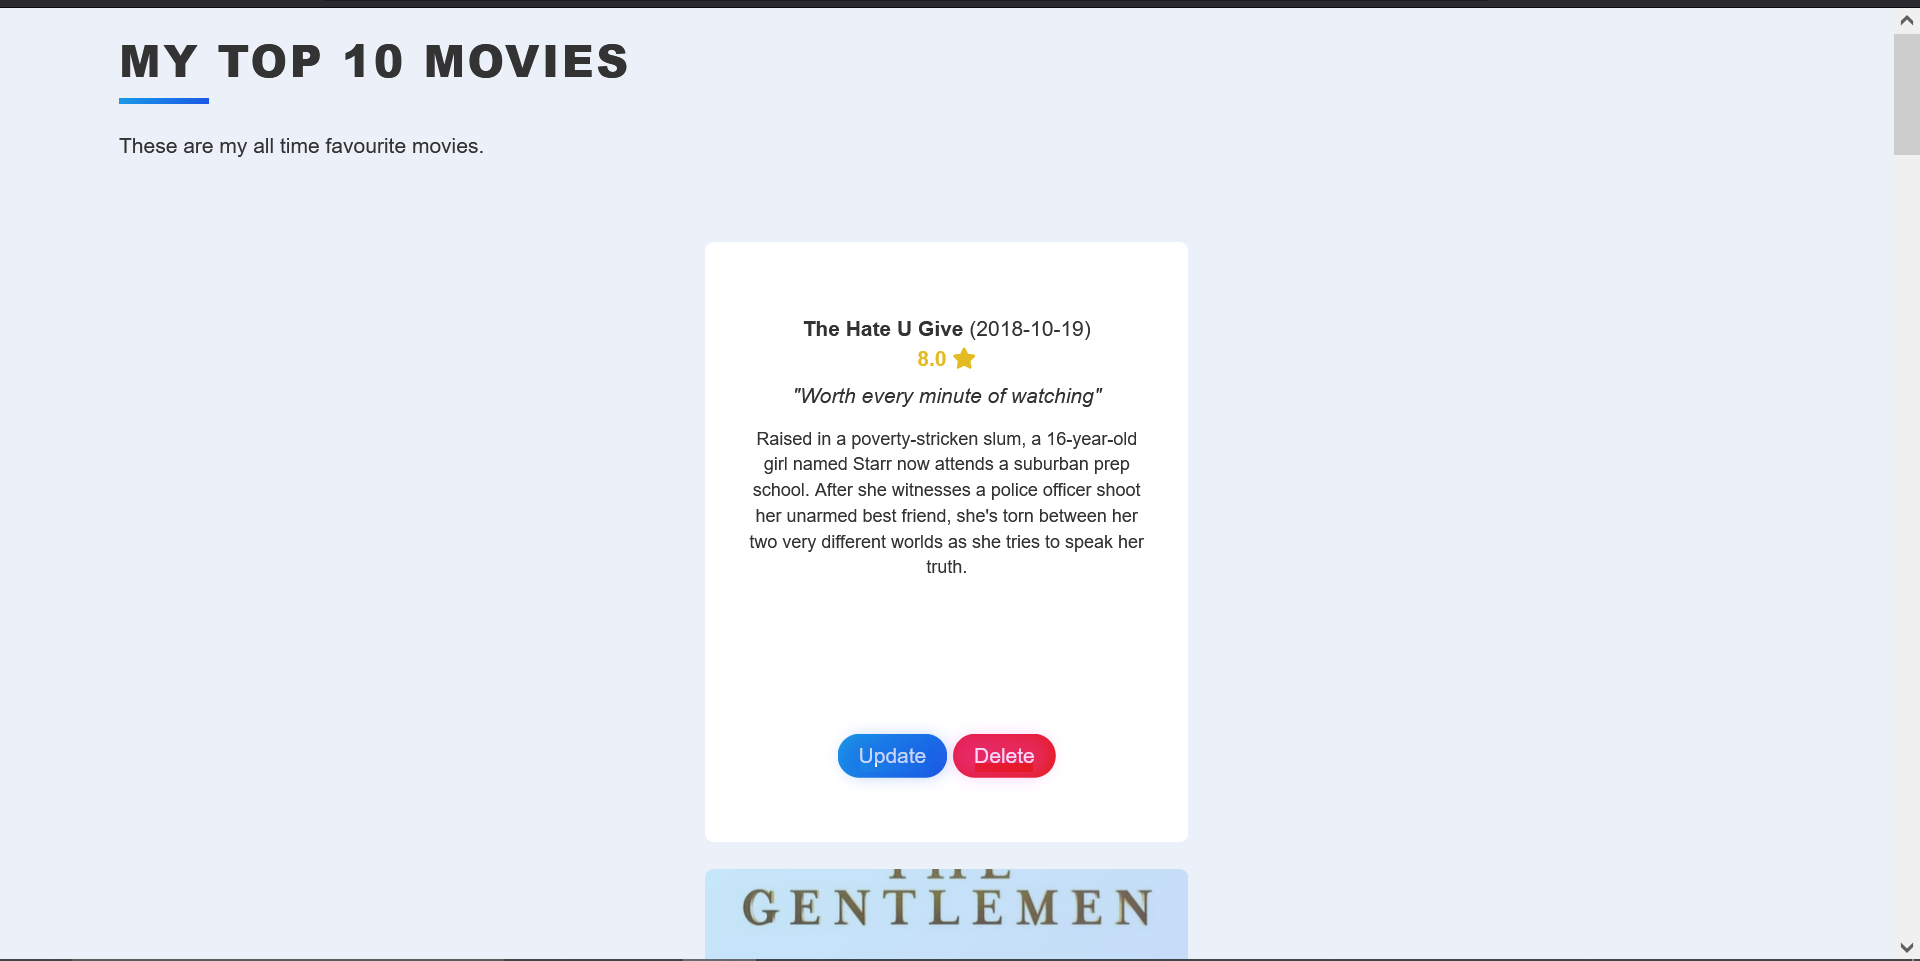 MY TOP 10 MOVIES
These are my all time favourite movies.
The Hate U Give (2018-10-19)
8.0
"Worth every minute of watching"
Raised in a poverty-stricken slum, a 16-year-old
girl named Starr now attends a suburban prep
school. After she witnesses a police officer shoot
her unarmed best friend, she's torn between her
two very different worlds as she tries to speak her
truth.
Update Delete
THE
GENTLEMEN